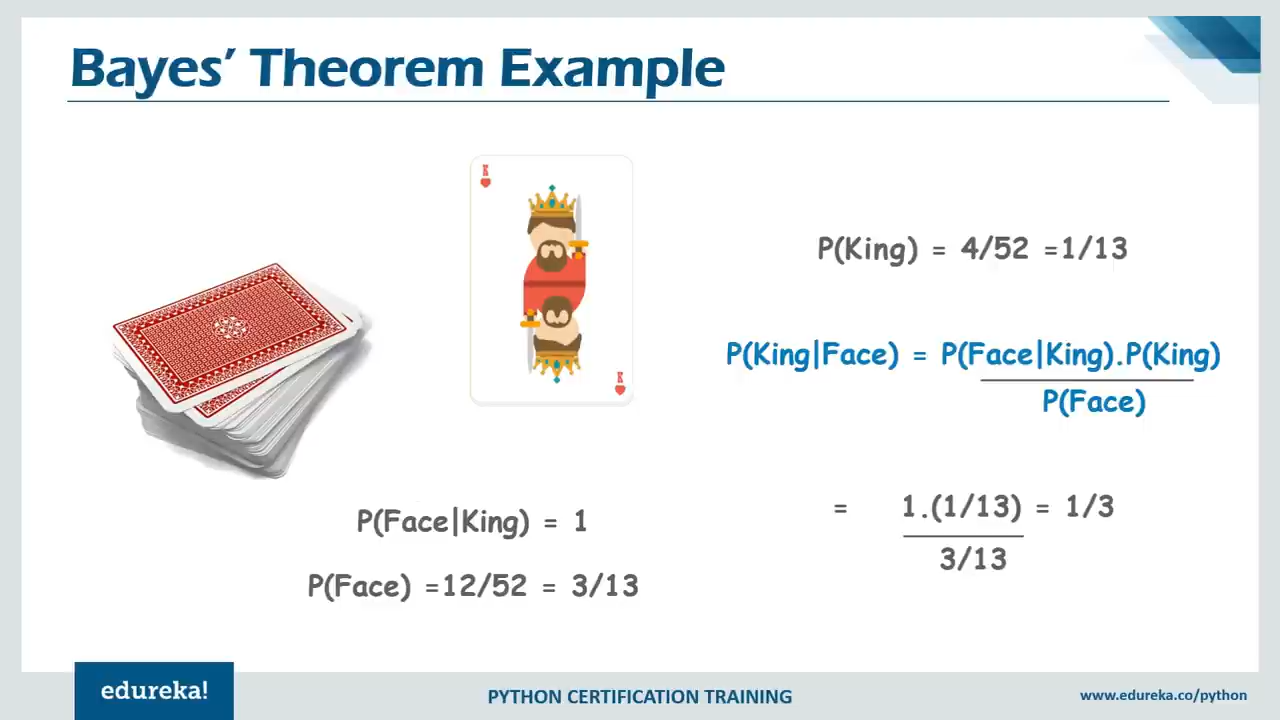 Bayes’ Theorem Example
K
K
P(King) = 4/52 =1/13
P(King|Face) = P(Face|King).P(King)
P(Face)
= 1.(1/13) = 1/3
3/13
P(Face|King) = 1
P(Face) =12/52 = 3/13
edureka!
PYTHON CERTIFICATION TRAINING
www.edureka.co/python